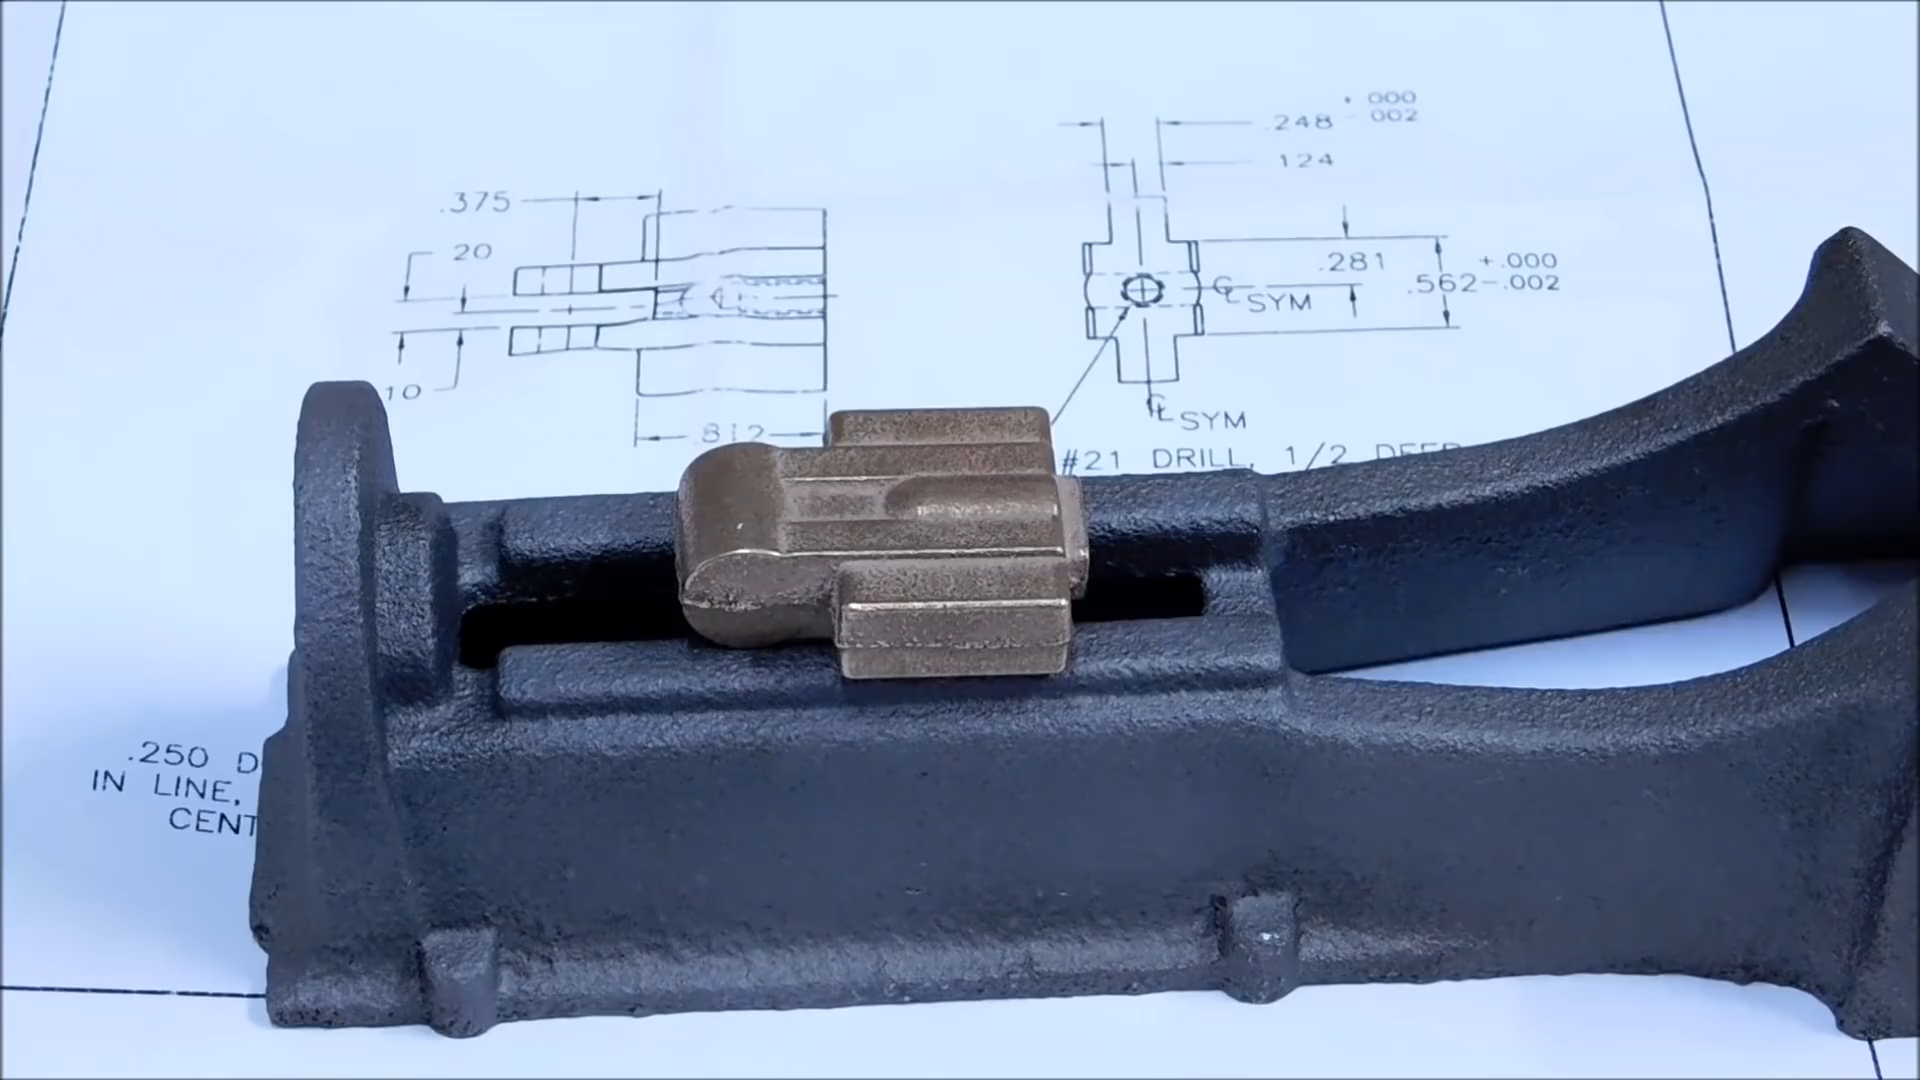 +.000
.248-.002
.124
.375
.20
.281
+.000
.562-.002
℄ SYM
.10
℄ SYM
.812
#21 DRILL, 1/2 DEEP
.250 D
IN LINE,
CENT